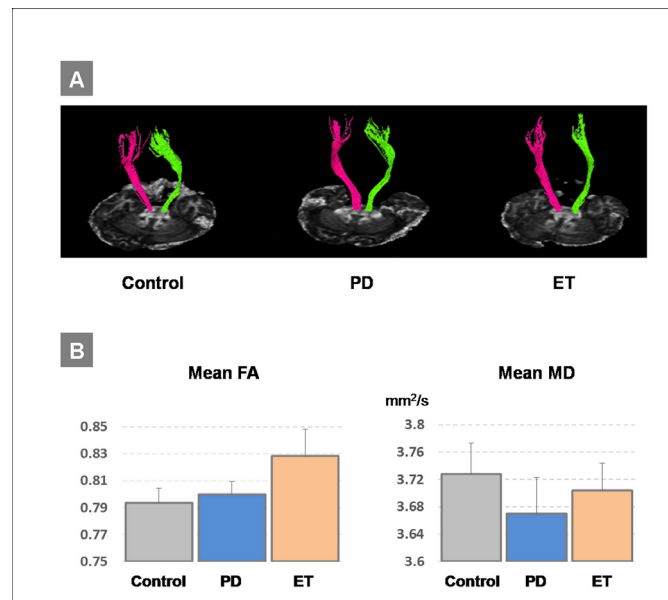 A
Control PD ET
B
Mean FA
0.85
0.83
0.81
0.79
0.77
0.75
Control PD ET
Mean MD
mm²/s
3.8
3.76
3.72
3.68
3.64
3.6
Control PD ET